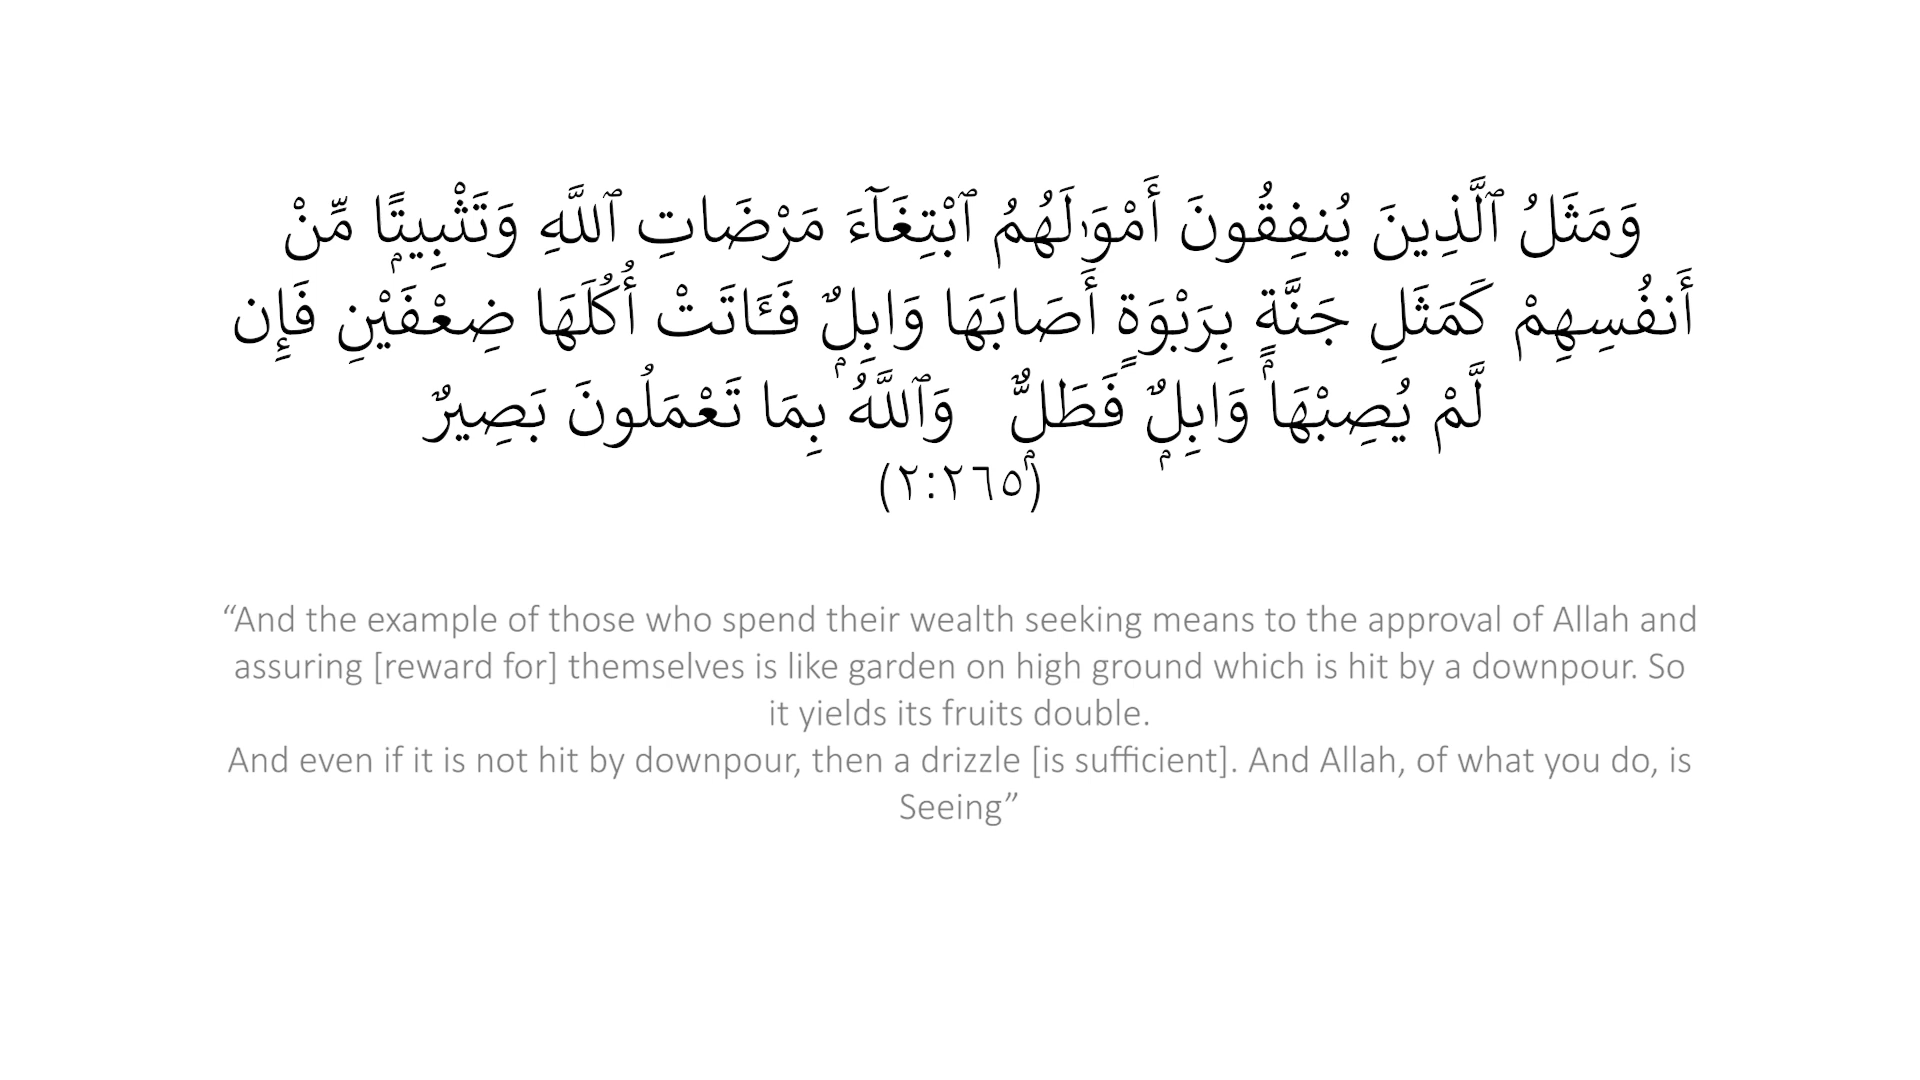 وَمَثَلُ ٱلَّذِينَ يُنفِقُونَ أَمْوَٰلَهُمُ ٱبْتِغَآءَ مَرْضَاتِ ٱللَّهِ وَتَثْبِيتًۭا مِّنْ
أَنفُسِهِمْ كَمَثَلِ جَنَّةٍۭ بِرَبْوَةٍ أَصَابَهَا وَابِلٌۭ فَـَٔاتَتْ أُكُلَهَا ضِعْفَيْنِ فَإِن
لَّمْ يُصِبْهَا وَابِلٌۭ فَطَلٌّۭ وَٱللَّهُ بِمَا تَعْمَلُونَ بَصِيرٌ
(٢:٢٦٥)
“And the example of those who spend their wealth seeking means to the approval of Allah and
assuring [reward for] themselves is like garden on high ground which is hit by a downpour. So
it yields its fruits double.
And even if it is not hit by downpour, then a drizzle [is sufficient]. And Allah, of what you do, is
Seeing”